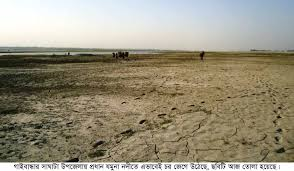 গাইবান্ধার সাঘাটা উপজেলায় প্রধান যমুনা নদীতে এভাবেই চর জেগে উঠেছে, ছবিটি আজ তোলা হয়েছে।